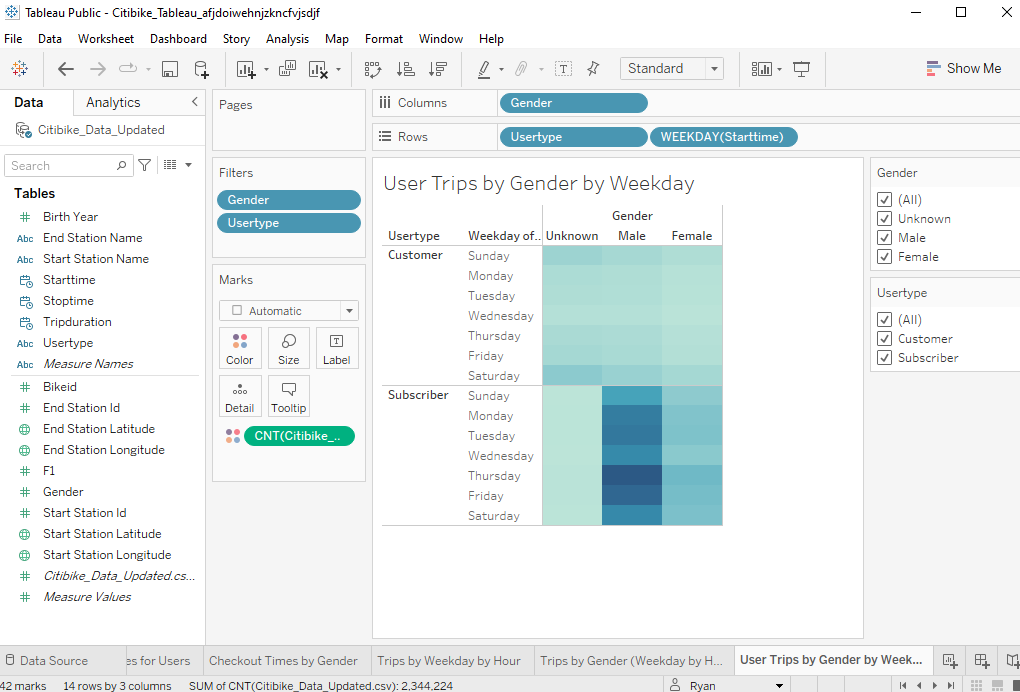 Tableau Public - Citibike_Tableau_afjdoiwehnjzkncfvjsdjf
File Data Worksheet Dashboard Story Analysis Map Format Window Help
Standard
Show Me
Data Analytics
Citibike_Data_Updated
Search
Tables
Birth Year
Abc End Station Name
Abc Start Station Name
Starttime
Stoptime
Tripduration
Abc Usertype
Abc Measure Names
Bikeid
End Station Id
End Station Latitude
End Station Longitude
F1
Gender
Start Station Id
Start Station Latitude
Start Station Longitude
Citibike_Data_Updated.cs...
Measure Values
Pages
Filters
Gender
Usertype
Marks
Automatic
Color Size Label
Detail Tooltip
CNT(Citibike_..
Columns Gender
Rows Usertype WEEKDAY(Starttime)
User Trips by Gender by Weekday
Gender
Usertype Weekday of.. Unknown Male Female
Customer Sunday
Monday
Tuesday
Wednesday
Thursday
Friday
Saturday
Subscriber Sunday
Monday
Tuesday
Wednesday
Thursday
Friday
Saturday
Gender
(All)
Unknown
Male
Female
Usertype
(All)
Customer
Subscriber
Data Source es for Users Checkout Times by Gender Trips by Weekday by Hour Trips by Gender (Weekday by H... User Trips by Gender by Week...
42 marks 14 rows by 3 columns SUM of CNT(Citibike_Data_Updated.csv): 2,344,224 Ryan